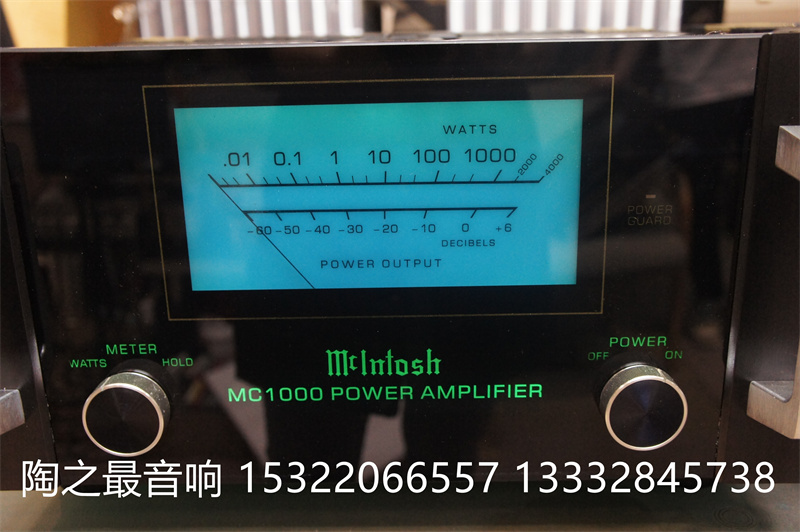 WATTS
.01 0.1 1 10 100 1000 2000 4000
-60 -50 -40 -30 -20 -10 0 +6
DECIBELS
POWER OUTPUT
POWER
GUARD
METER
WATTS HOLD
POWER
OFF ON
McIntosh
MC1000 POWER AMPLIFIER
陶之最音响 15322066557 13332845738